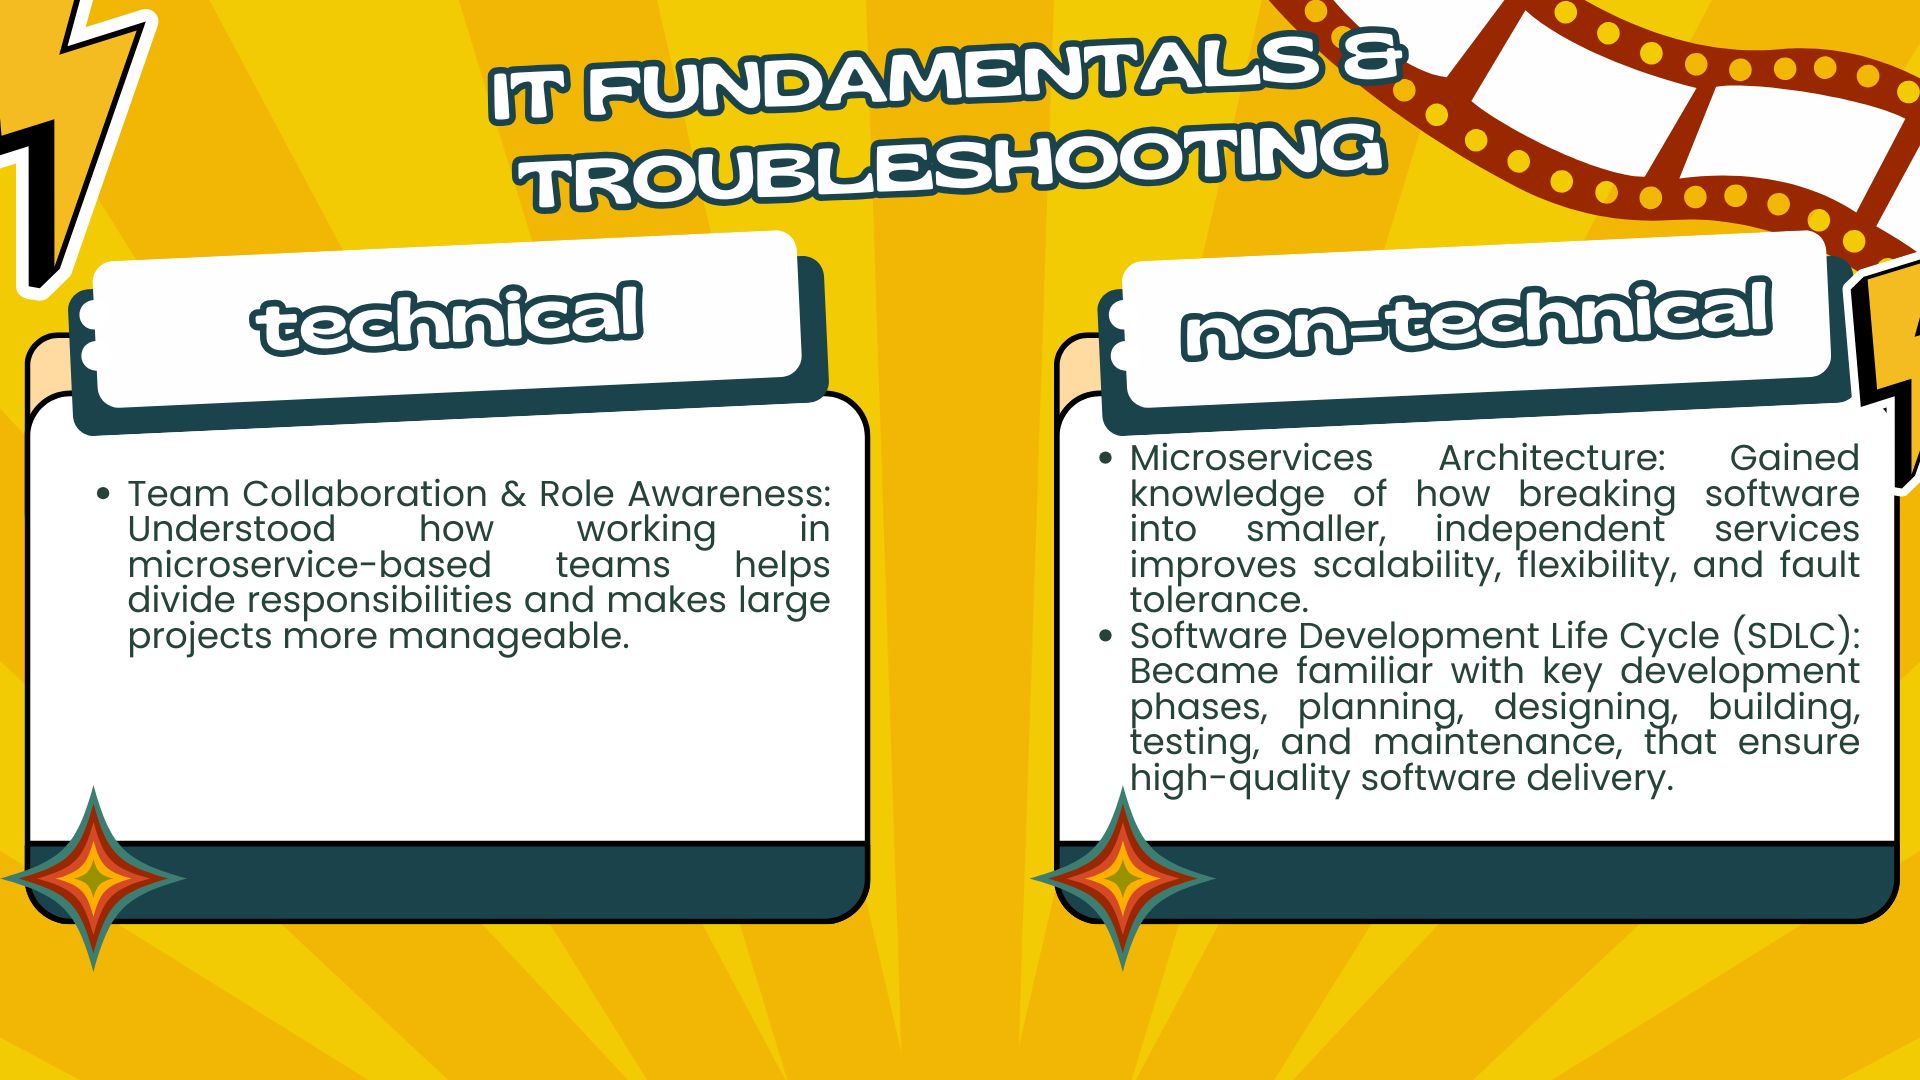 IT FUNDAMENTALS &
TROUBLESHOOTING
technical
• Team Collaboration & Role Awareness:
Understood how working in
microservice-based teams helps
divide responsibilities and makes large
projects more manageable.
non-technical
• Microservices Architecture: Gained
knowledge of how breaking software
into smaller, independent services
improves scalability, flexibility, and fault
tolerance.
• Software Development Life Cycle (SDLC):
Became familiar with key development
phases, planning, designing, building,
testing, and maintenance, that ensure
high-quality software delivery.